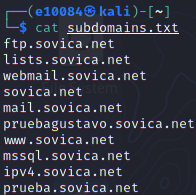 ┌──(e10084㉿kali)-[~]
└─$ cat subdomains.txt
ftp.sovica.net
lists.sovica.net
webmail.sovica.net
sovica.net
mail.sovica.net
pruebagustavo.sovica.net
www.sovica.net
mssql.sovica.net
ipv4.sovica.net
prueba.sovica.net